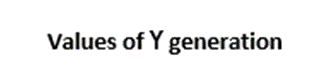 Values of Y generation